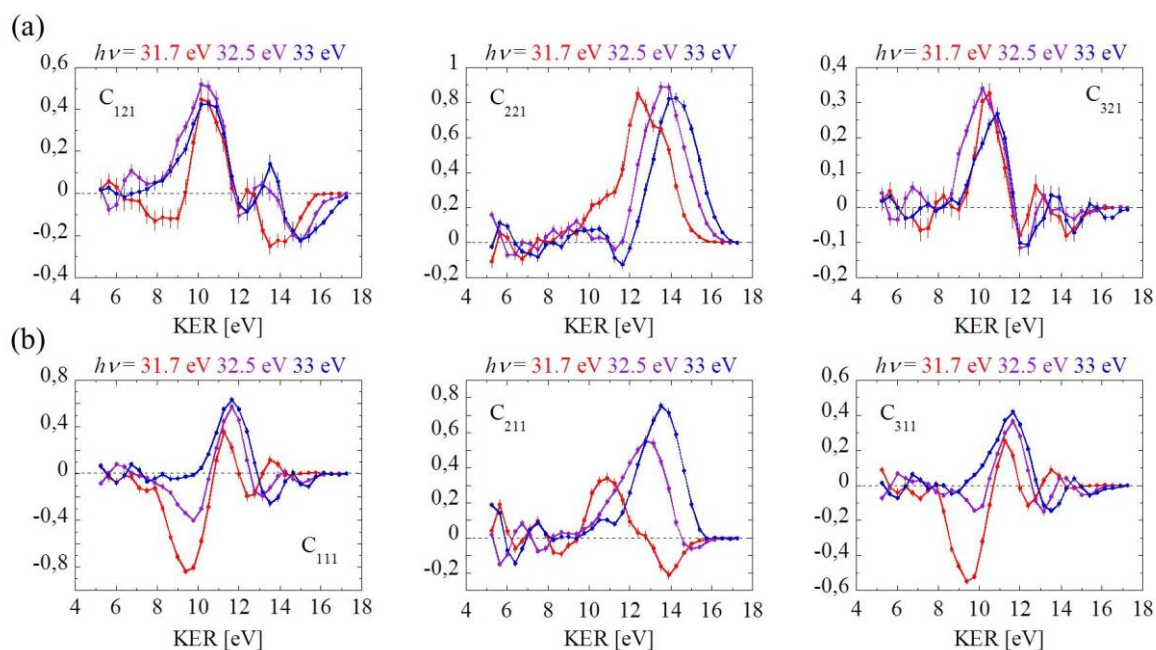 (a)
hν = 31.7 eV 32.5 eV 33 eV
hν = 31.7 eV 32.5 eV 33 eV
hν = 31.7 eV 32.5 eV 33 eV
0,6
0,4
0,2
0
-0,2
-0,4
C121
4 6 8 10 12 14 16 18
KER [eV]
1
0,8
0,6
0,4
0,2
0
-0,2
C221
4 6 8 10 12 14 16 18
KER [eV]
0,4
0,3
0,2
0,1
0
-0,1
-0,2
C321
4 6 8 10 12 14 16 18
KER [eV]
(b)
hν = 31.7 eV 32.5 eV 33 eV
hν = 31.7 eV 32.5 eV 33 eV
hν = 31.7 eV 32.5 eV 33 eV
0,8
0,4
0
-0,4
-0,8
C111
4 6 8 10 12 14 16 18
KER [eV]
1
0,8
0,6
0,4
0,2
0
-0,2
C211
4 6 8 10 12 14 16 18
KER [eV]
0,6
0,4
0,2
0
-0,2
-0,4
-0,6
C311
4 6 8 10 12 14 16 18
KER [eV]